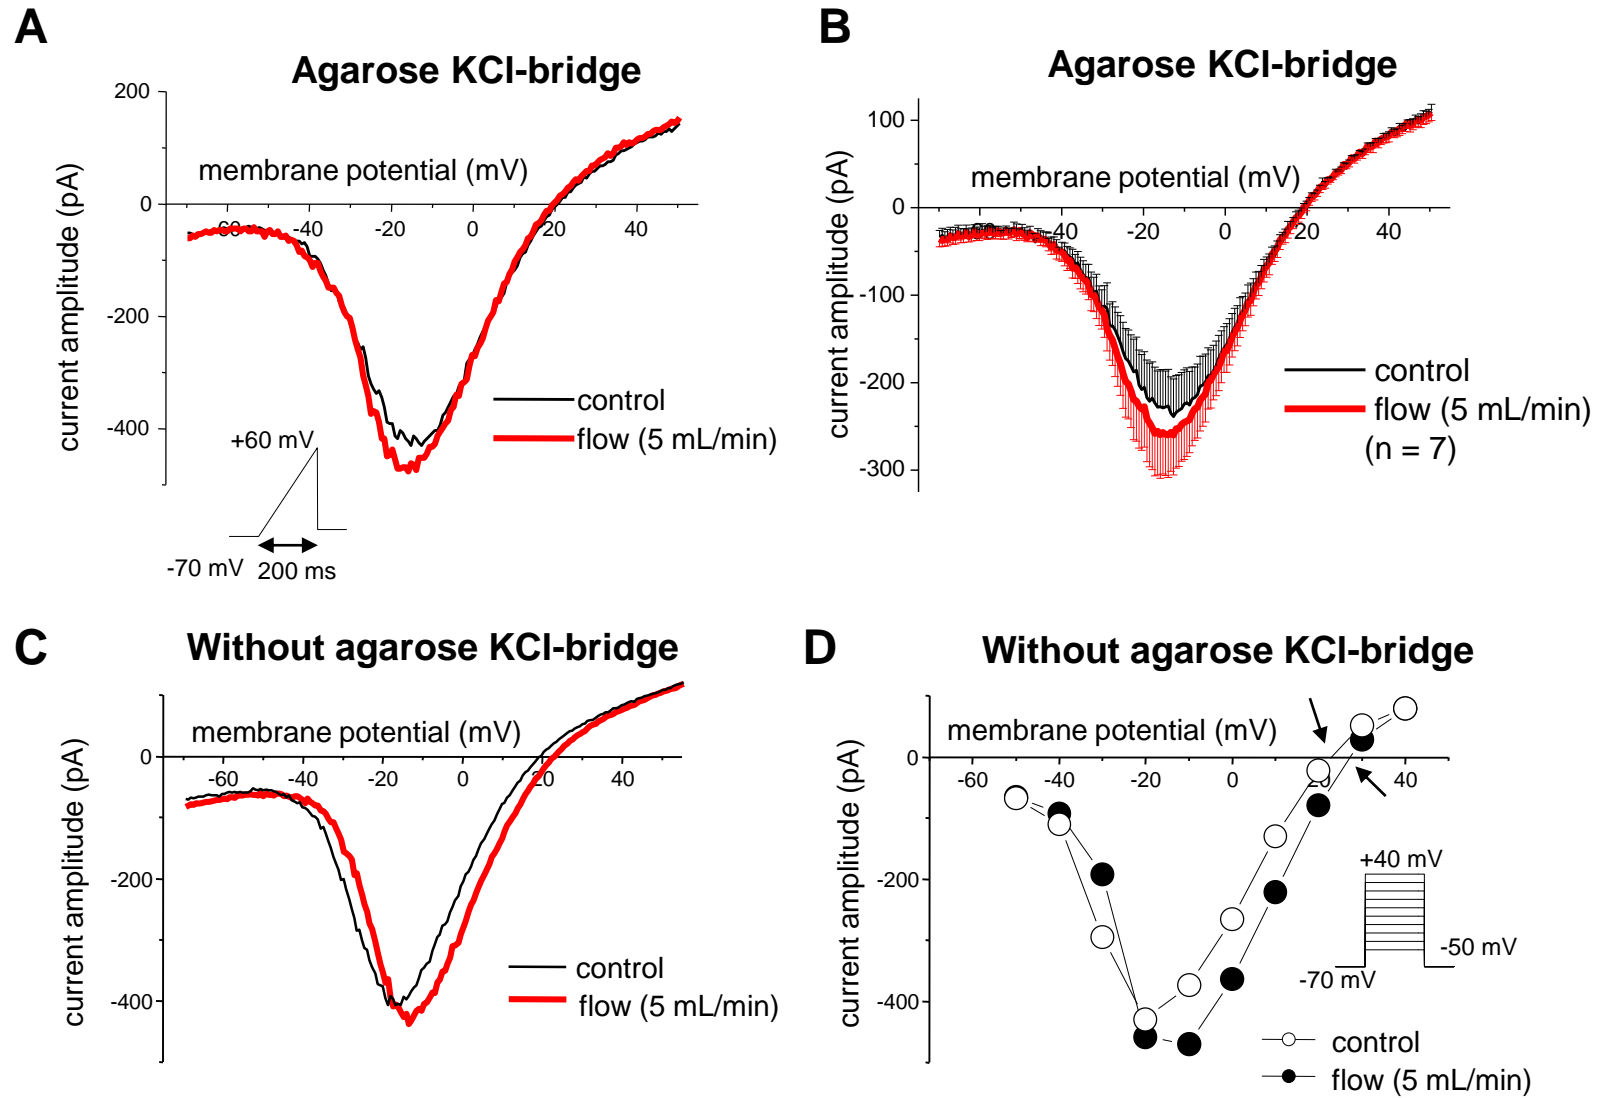 A
Agarose KCl-bridge
200
0
-200
-400
-60
-40
-20
0
20
40
membrane potential (mV)
current amplitude (pA)
control
flow (5 mL/min)
+60 mV
-70 mV
200 ms
B
Agarose KCl-bridge
100
0
-100
-200
-300
-40
-20
0
20
40
membrane potential (mV)
current amplitude (pA)
control
flow (5 mL/min)
(n = 7)
C
Without agarose KCl-bridge
0
-200
-400
-60
-40
-20
0
20
40
membrane potential (mV)
current amplitude (pA)
control
flow (5 mL/min)
D
Without agarose KCl-bridge
0
-200
-400
-60
-40
-20
0
20
40
membrane potential (mV)
current amplitude (pA)
+40 mV
-50 mV
-70 mV
control
flow (5 mL/min)